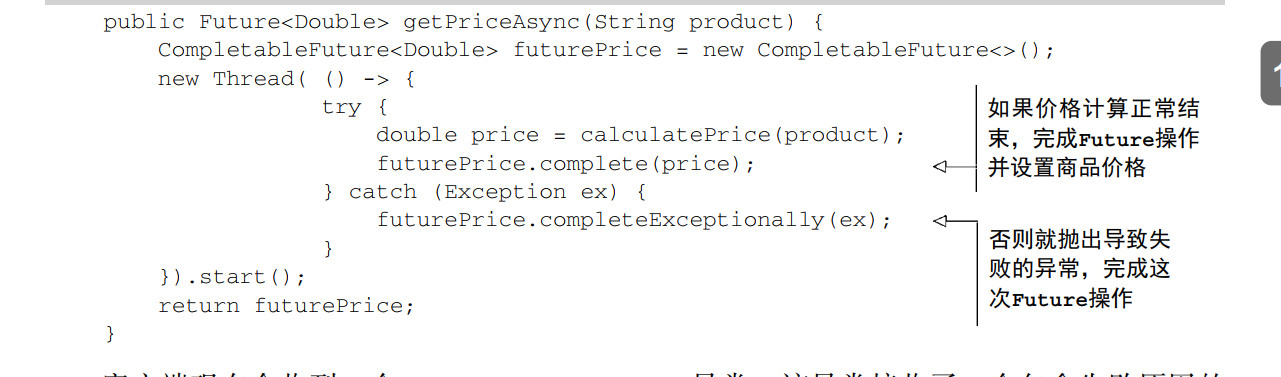 public Future<Double> getPriceAsync(String product) {
CompletableFuture<Double> futurePrice = new CompletableFuture<>();
new Thread( () -> {
try {
double price = calculatePrice(product);
futurePrice.complete(price);
} catch (Exception ex) {
futurePrice.completeExceptionally(ex);
}
}).start();
return futurePrice;
}
如果价格计算正常结
束，完成Future操作
并设置商品价格
否则就抛出导致失
败的异常，完成这
次Future操作